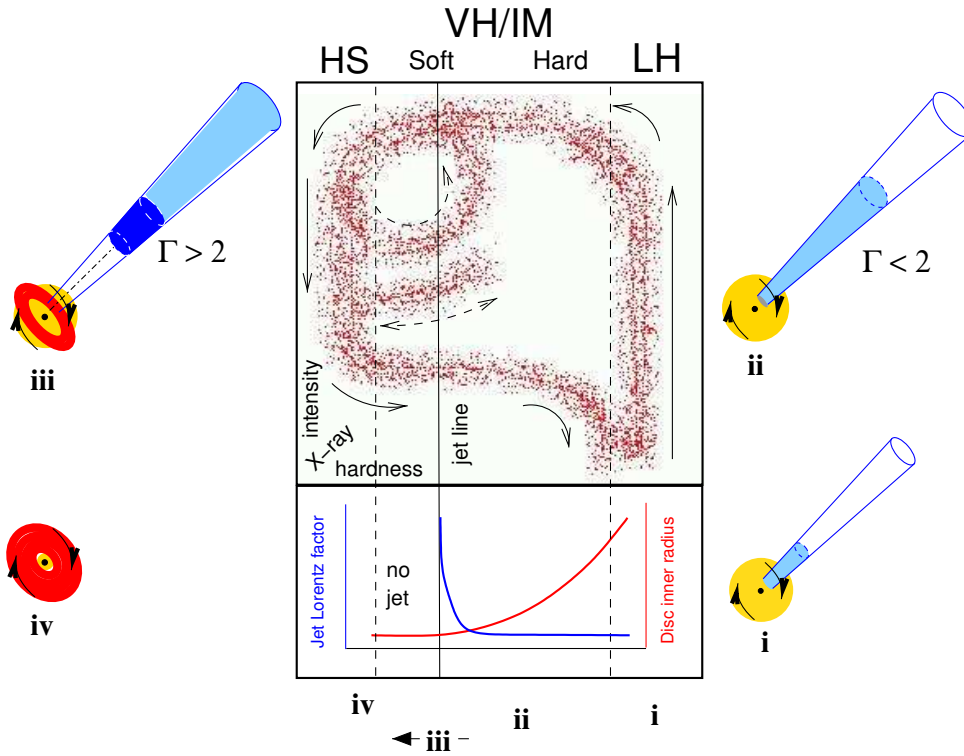 VH/IM
HS Soft Hard LH
Γ > 2
Γ < 2
iii
ii
intensity
X-ray
hardness
jet line
Jet Lorentz factor
no
jet
Disc inner radius
iv
i
iv
iii
ii
i